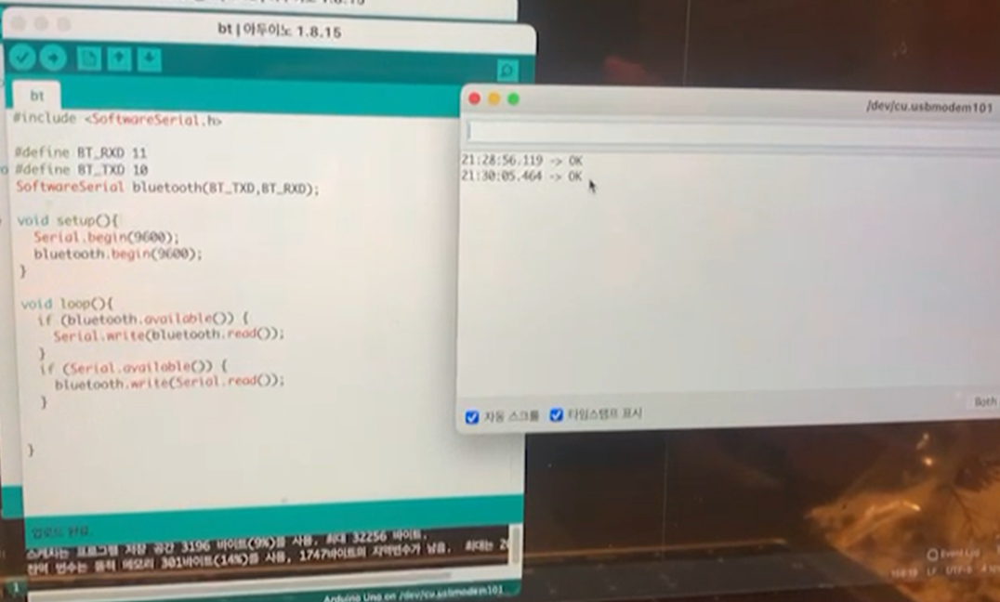 bt | 아두이노 1.8.15
bt
#include <SoftwareSerial.h>
#define BT_RXD 11
#define BT_TXD 10
SoftwareSerial bluetooth(BT_TXD,BT_RXD);
void setup(){
Serial.begin(9600);
bluetooth.begin(9600);
}
void loop(){
if (bluetooth.available()) {
Serial.write(bluetooth.read());
}
if (Serial.available()) {
bluetooth.write(Serial.read());
}
}
업로드 완료.
스케치는 프로그램 저장 공간 3196 바이트(9%)를 사용. 최대 32256 바이트.
전역 변수는 동적 메모리 301바이트(14%)를 사용, 1747바이트의 지역변수가 남음. 최대는 20
1
Arduino Uno on /dev/cu.usbmodem101
/dev/cu.usbmodem101
21:28:56.119 -> OK
21:30:05.464 -> OK
자동 스크롤 타임스탬프 표시
Both
Event Log
LF UTF-8